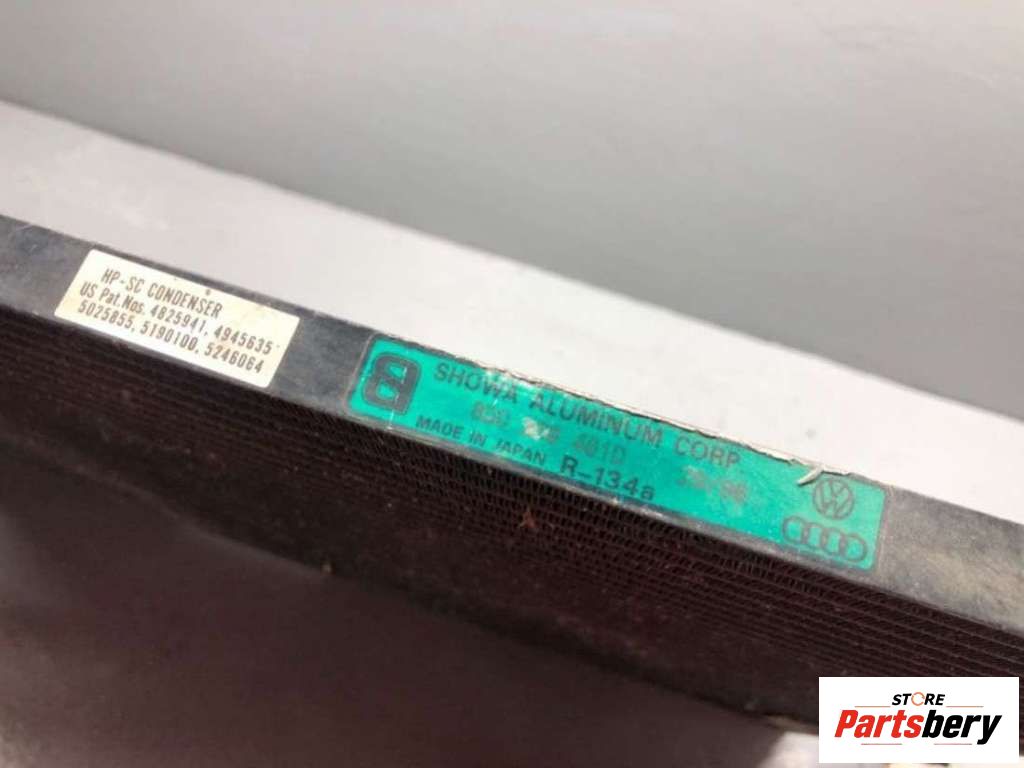 HP-SC CONDENSER
US Pat.Nos. 4825941, 4945635
5025855, 5190100, 5246064
SHOWA ALUMINUM CORP
401D
MADE IN JAPAN R-134a
STORE
Partsbery